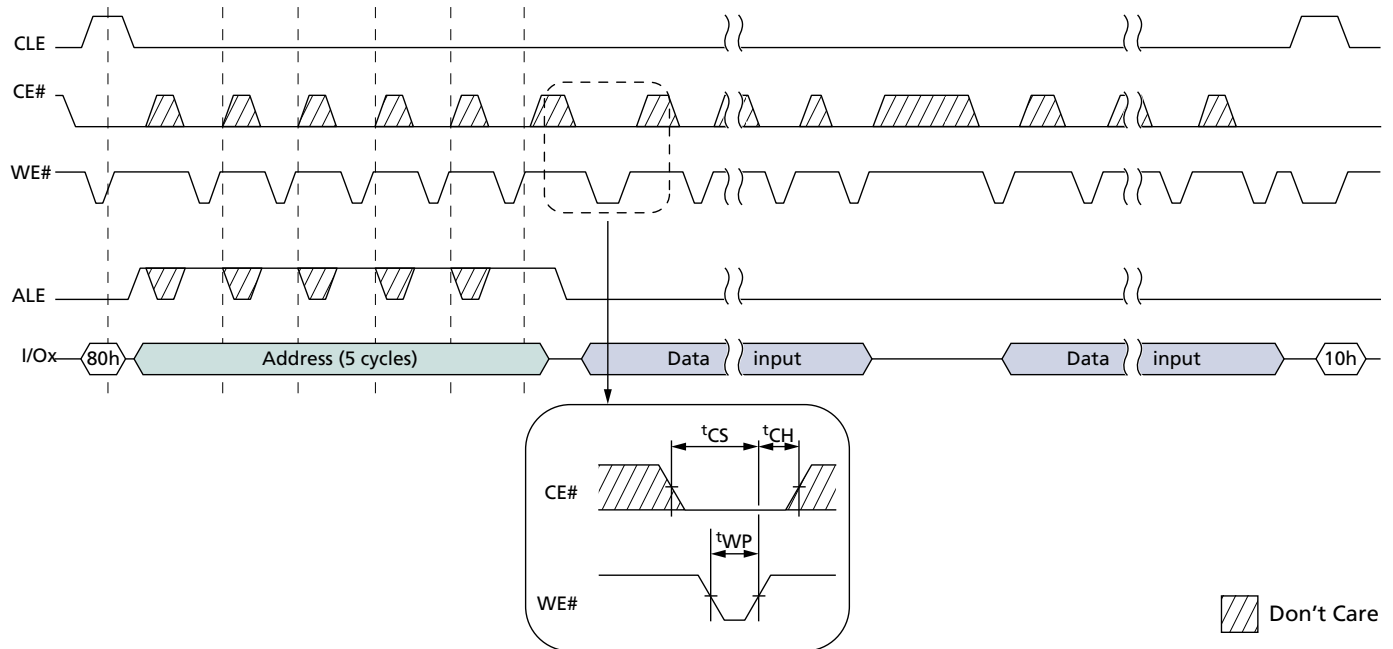 CLE
CE#
WE#
ALE
I/Ox 80h Address (5 cycles) Data input Data input 10h
tCS tCH
CE#
tWP
WE#
Don't Care